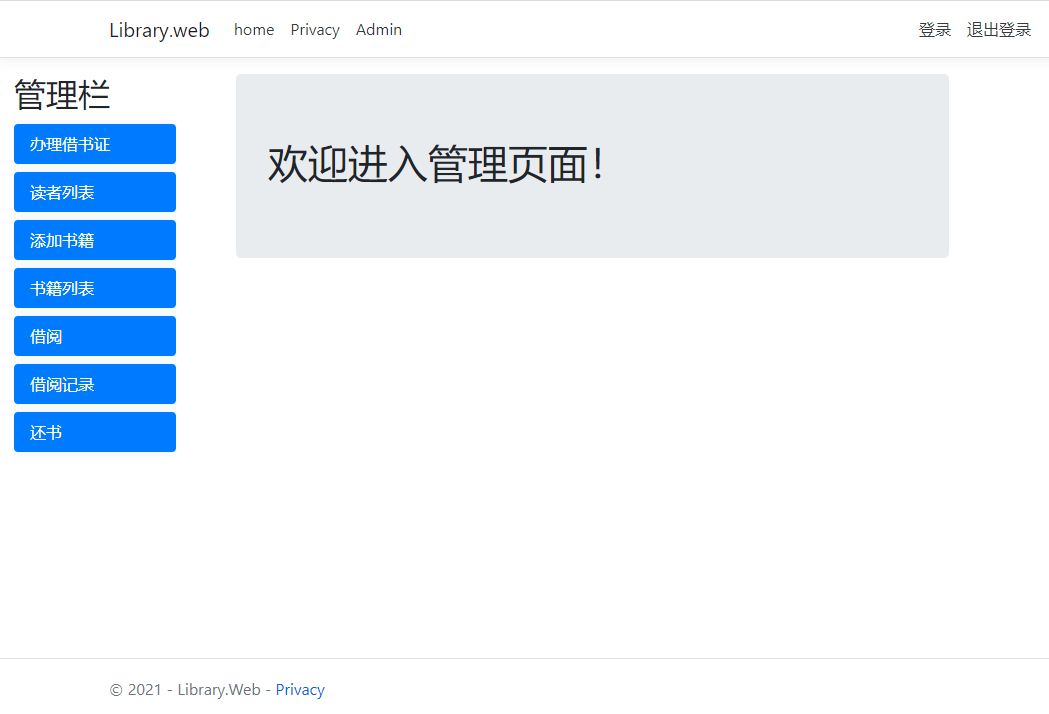 Library.web home Privacy Admin 登录 退出登录
管理栏
办理借书证
读者列表
添加书籍
书籍列表
借阅
借阅记录
还书
欢迎进入管理页面！
© 2021 - Library.Web - Privacy